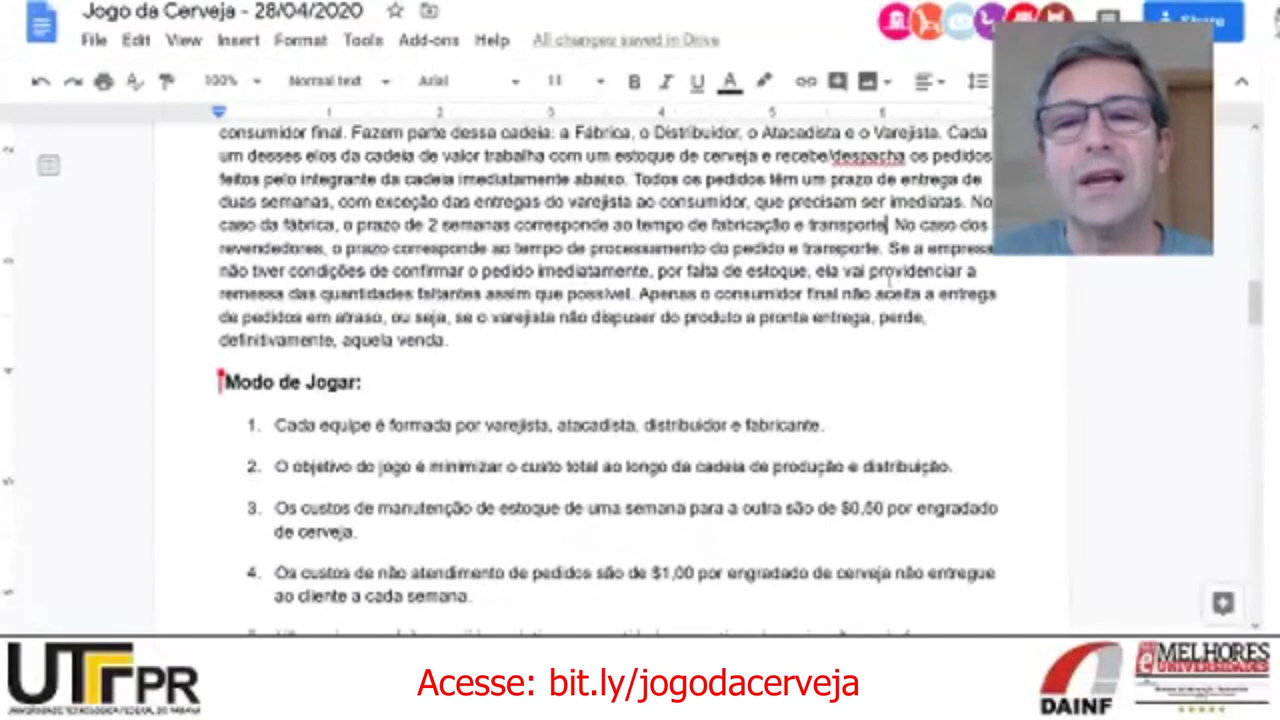 Jogo da Cerveja - 28/04/2020
File Edit View Insert Format Tools Add-ons Help All changes saved in Drive
Share
100% Normal text Arial 11 B I U A
1 2 3 4 5 6
consumidor final. Fazem parte dessa cadeia: a Fábrica, o Distribuidor, o Atacadista e o Varejista. Cada
um desses elos da cadeia de valor trabalha com um estoque de cerveja e recebe/despacha os pedidos
feitos pelo integrante da cadeia imediatamente abaixo. Todos os pedidos têm um prazo de entrega de
duas semanas, com exceção das entregas do varejista ao consumidor, que precisam ser imediatas. No
caso da fábrica, o prazo de 2 semanas corresponde ao tempo de fabricação e transporte. No caso dos
revendedores, o prazo corresponde ao tempo de processamento do pedido e transporte. Se a empresa
não tiver condições de confirmar o pedido imediatamente, por falta de estoque, ela vai providenciar a
remessa das quantidades faltantes assim que possível. Apenas o consumidor final não aceita a entrega
de pedidos em atraso, ou seja, se o varejista não dispuser do produto a pronta entrega, perde,
definitivamente, aquela venda.
Modo de Jogar:
1. Cada equipe é formada por varejista, atacadista, distribuidor e fabricante.
2. O objetivo do jogo é minimizar o custo total ao longo da cadeia de produção e distribuição.
3. Os custos de manutenção de estoque de uma semana para a outra são de $0,50 por engradado
de cerveja.
4. Os custos de não atendimento de pedidos são de $1,00 por engradado de cerveja não entregue
ao cliente a cada semana.
UTFPR
UNIVERSIDADE TECNOLÓGICA FEDERAL DO PARANÁ
Acesse: bit.ly/jogodacerveja
DAINF
MELHORES
UNIVERSIDADES